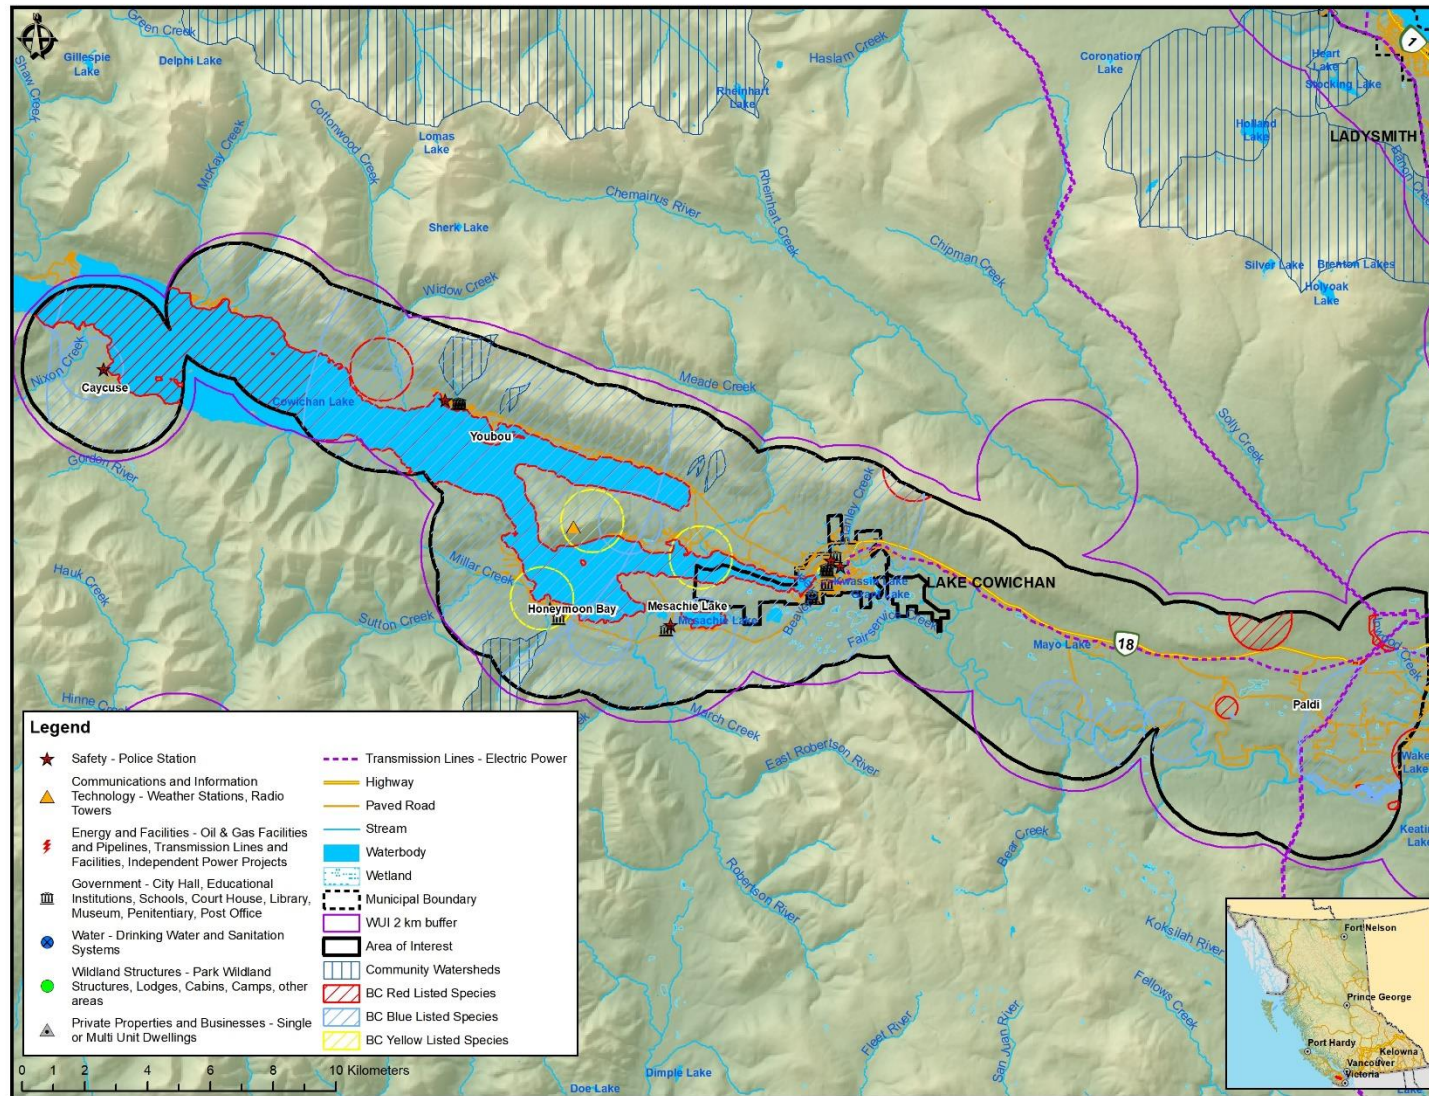 Green Creek
Gillespie
Lake
Delphi Lake
Shaw Creek
McKay Creek
Cottonwood Creek
Lomas
Lake
Sherk Lake
Widow Creek
Haslam Creek
Rheinhart
Lake
Coronation
Lake
Heart
Lake
Stocking Lake
1
Holland
Lake
LADYSMITH
Banon Creek
Chemainus River
Rheinhart Creek
Chipman Creek
Silver Lake
Brenton Lakes
Holyoak
Lake
Nixon Creek
Caycuse
Cowichan Lake
Meade Creek
Youbou
Solly Creek
Gordon River
Stanley Creek
Hauk Creek
Millar Creek
Sutton Creek
Honeymoon Bay
Mesachie Lake
Mesachie Lake
LAKE COWICHAN
Kwassin Lake
Grant Lake
Beaver
Fairservice Creek
Mayo Lake
18
Paldi
Inwood Creek
Wake
Lake
Keatin
Lake
Hinne Creek
March Creek
East Robertson River
Bear Creek
Robertson River
Koksilah River
Fellows Creek
Fleet River
San Juan River
Dimple Lake
Doe Lake
Lake
Legend
Safety - Police Station
Communications and Information
Technology - Weather Stations, Radio
Towers
Energy and Facilities - Oil & Gas Facilities
and Pipelines, Transmission Lines and
Facilities, Independent Power Projects
Government - City Hall, Educational
Institutions, Schools, Court House, Library,
Museum, Penitentiary, Post Office
Water - Drinking Water and Sanitation
Systems
Wildland Structures - Park Wildland
Structures, Lodges, Cabins, Camps, other
areas
Private Properties and Businesses - Single
or Multi Unit Dwellings
Transmission Lines - Electric Power
Highway
Paved Road
Stream
Waterbody
Wetland
Municipal Boundary
WUI 2 km buffer
Area of Interest
Community Watersheds
BC Red Listed Species
BC Blue Listed Species
BC Yellow Listed Species
0 2 4 6 8 10 Kilometers
Fort Nelson
Prince George
Port Hardy
Kelowna
Vancouver
Victoria